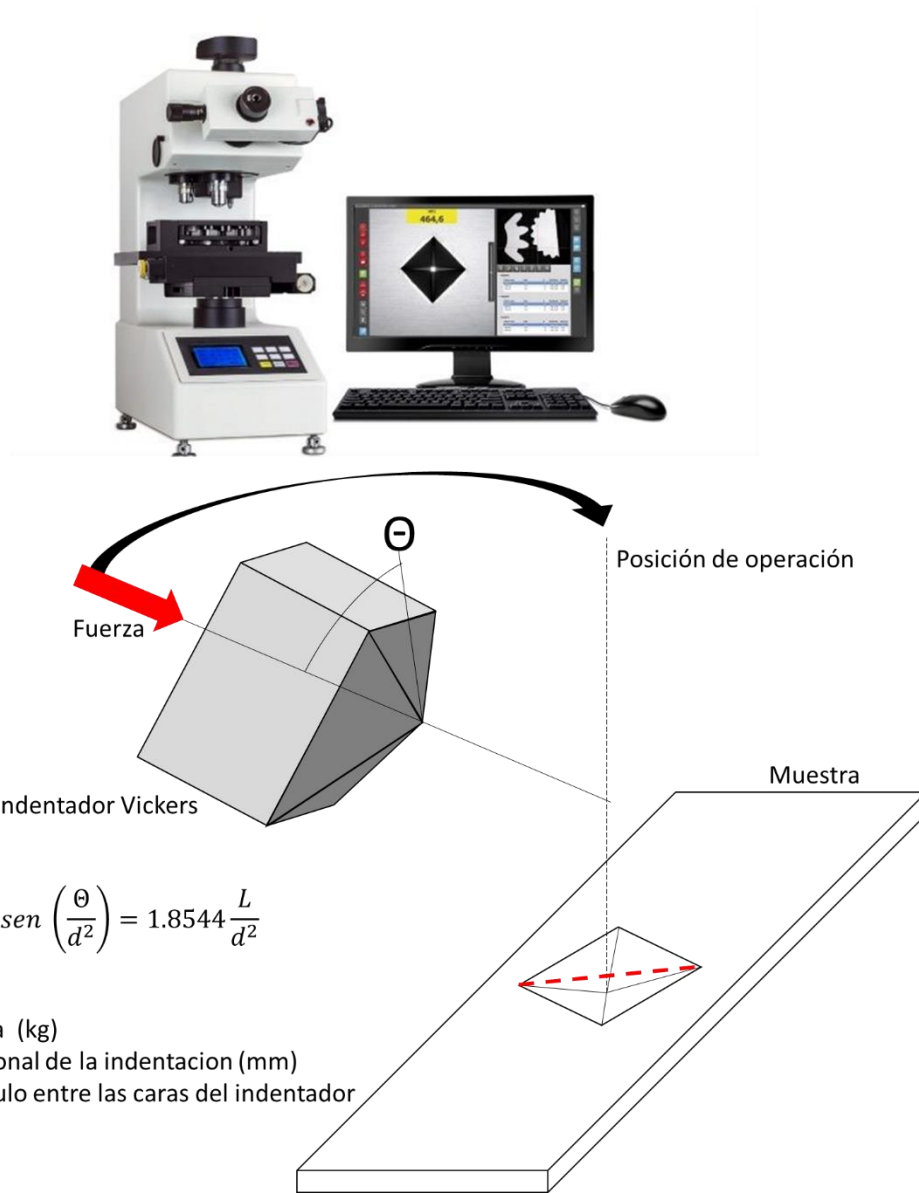 464,6
Θ
Posición de operación
Fuerza
Muestra
ndentador Vickers
sen (Θ/d²) = 1.8544 L/d²
a (kg)
onal de la indentacion (mm)
ulo entre las caras del indentador